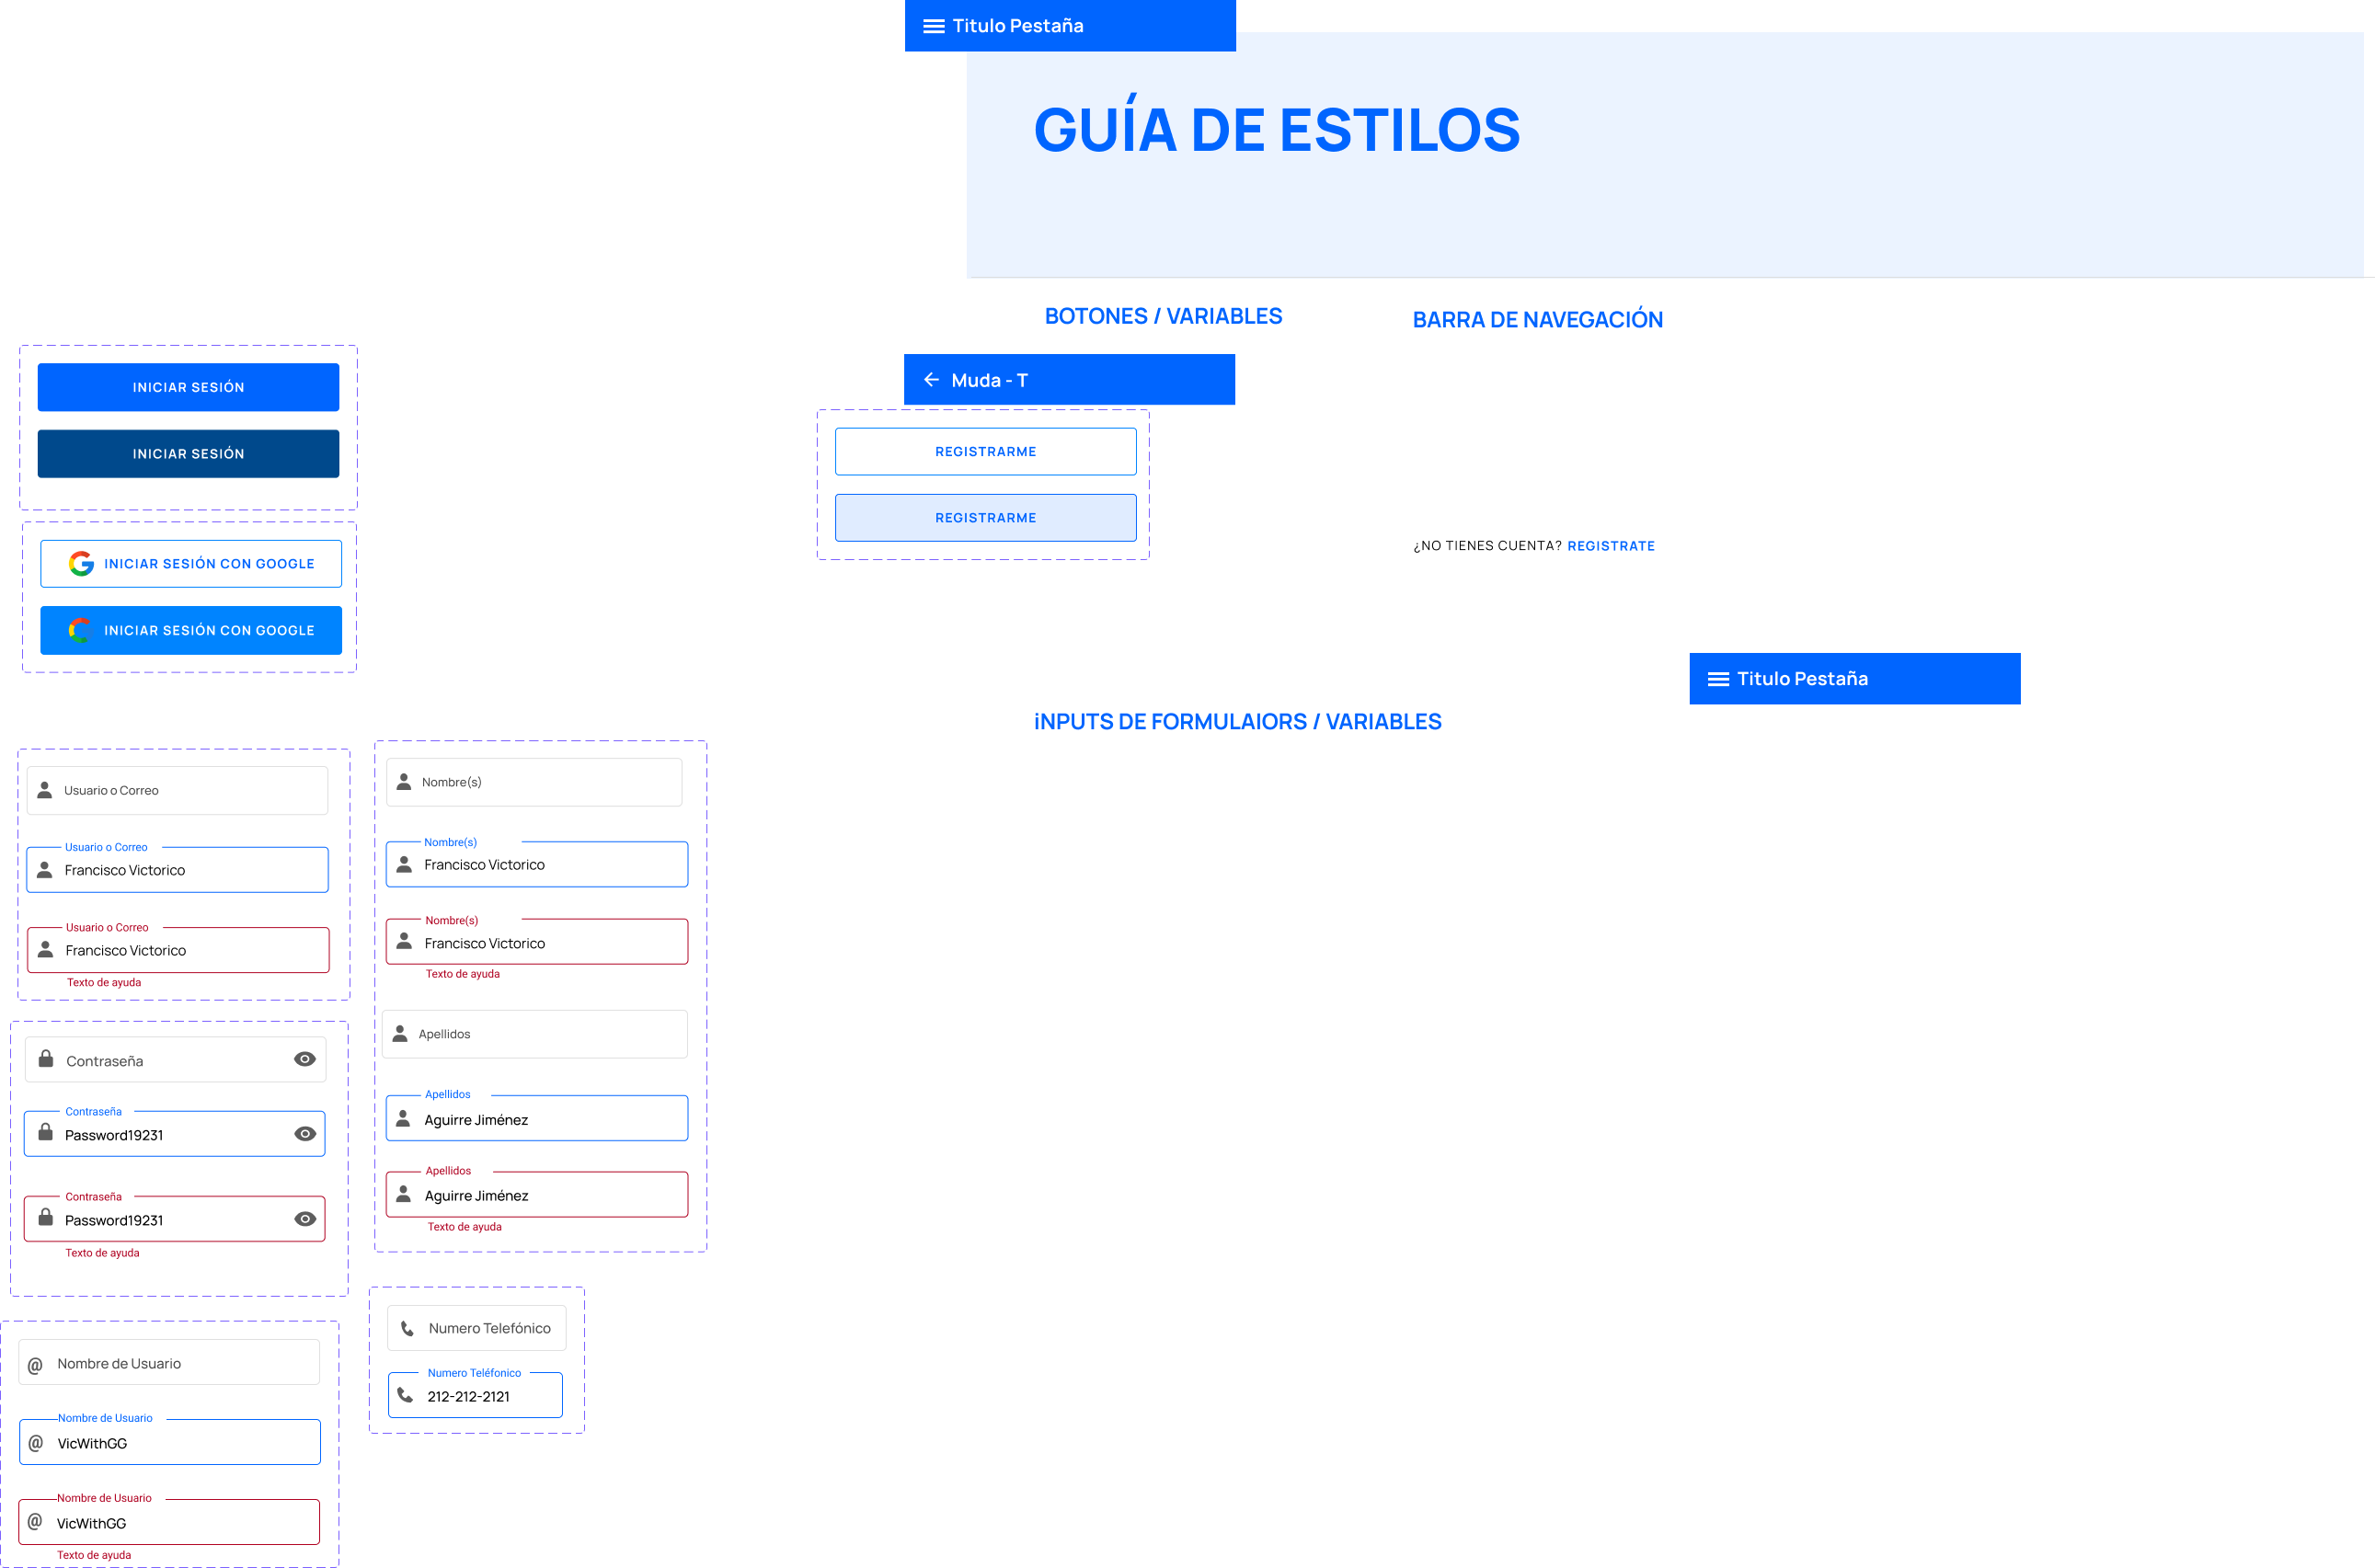 Titulo Pestaña
GUÍA DE ESTILOS
BOTONES / VARIABLES
BARRA DE NAVEGACIÓN
INICIAR SESIÓN
INICIAR SESIÓN
INICIAR SESIÓN CON GOOGLE
INICIAR SESIÓN CON GOOGLE
Muda - T
REGISTRARME
REGISTRARME
¿NO TIENES CUENTA? REGISTRATE
Titulo Pestaña
iNPUTS DE FORMULAIORS / VARIABLES
Usuario o Correo
Usuario o Correo
Francisco Victorico
Usuario o Correo
Francisco Victorico
Texto de ayuda
Contraseña
Contraseña
Password19231
Contraseña
Password19231
Texto de ayuda
@ Nombre de Usuario
Nombre de Usuario
@ VicWithGG
Nombre de Usuario
@ VicWithGG
Texto de ayuda
Nombre(s)
Nombre(s)
Francisco Victorico
Nombre(s)
Francisco Victorico
Texto de ayuda
Apellidos
Apellidos
Aguirre Jiménez
Apellidos
Aguirre Jiménez
Texto de ayuda
Numero Telefónico
Numero Teléfonico
212-212-2121